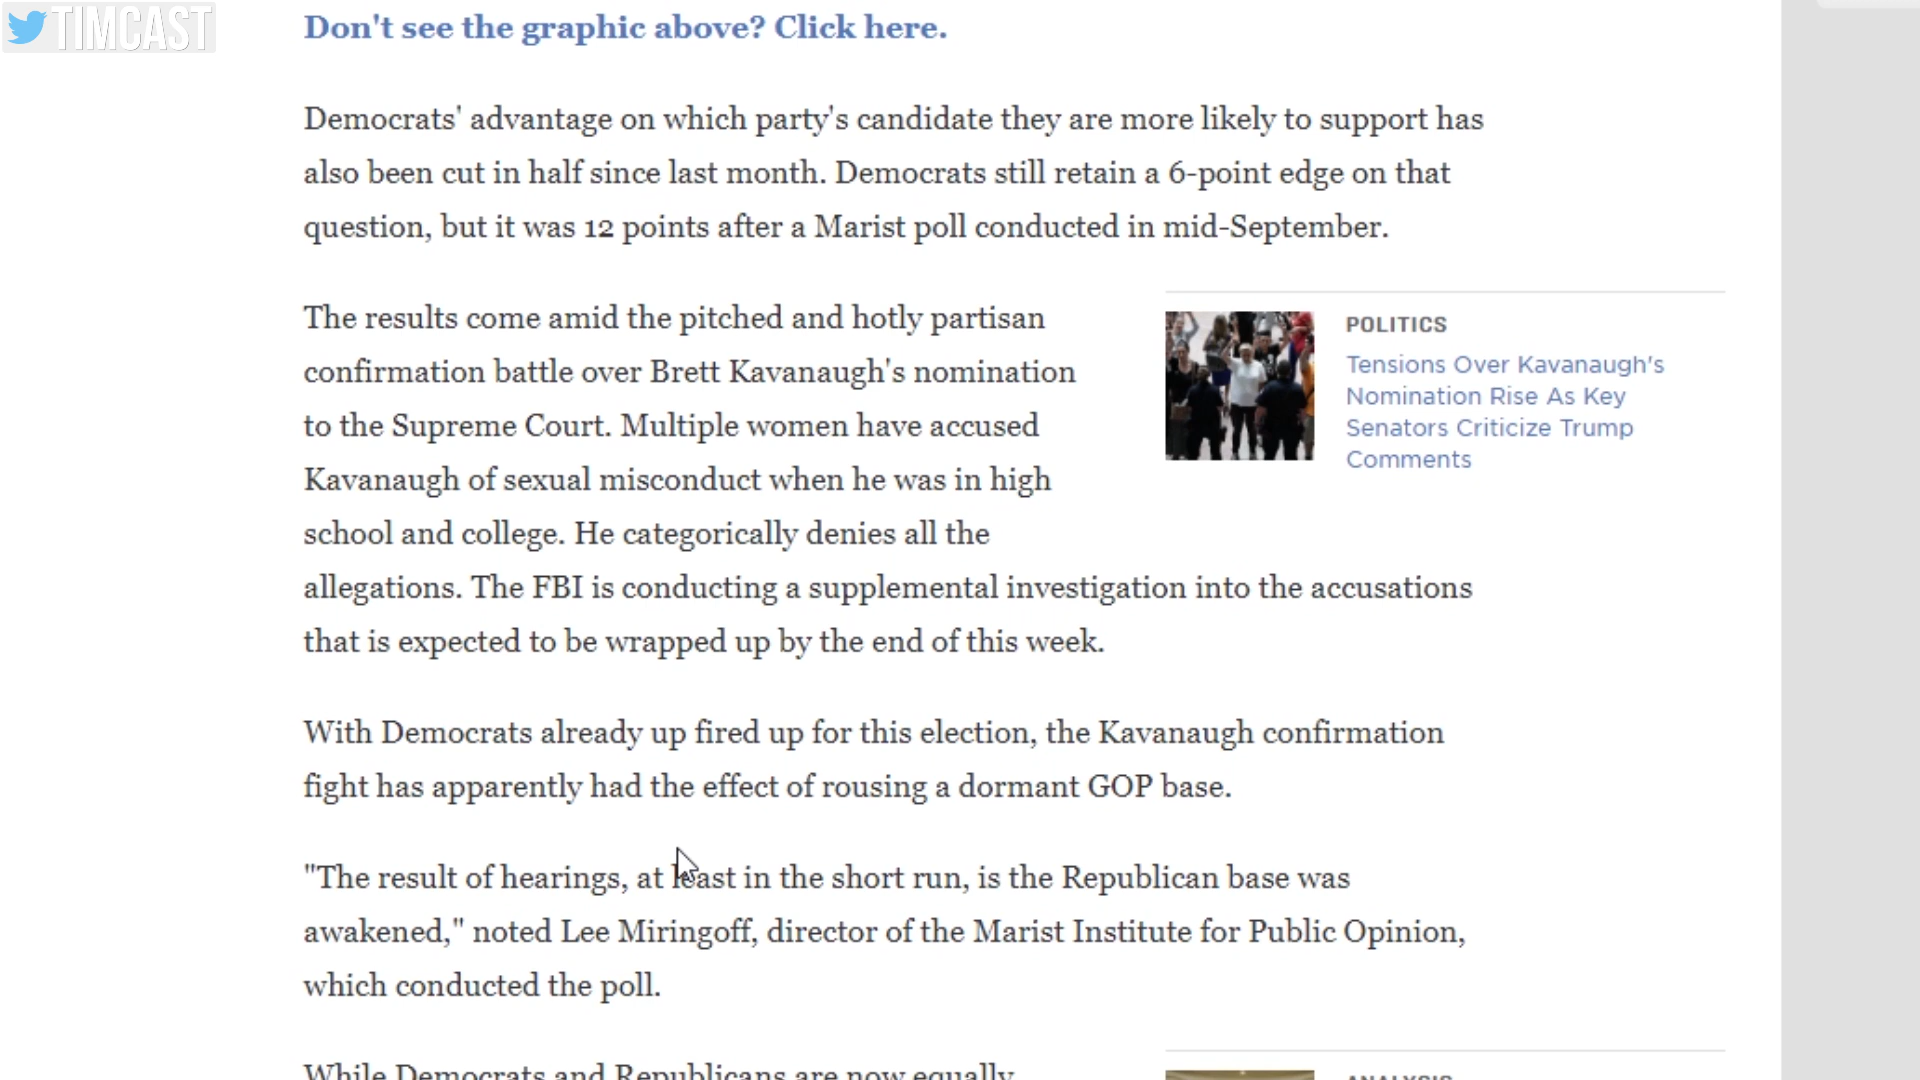 TIMCAST
Don't see the graphic above? Click here.
Democrats' advantage on which party's candidate they are more likely to support has
also been cut in half since last month. Democrats still retain a 6-point edge on that
question, but it was 12 points after a Marist poll conducted in mid-September.
The results come amid the pitched and hotly partisan
confirmation battle over Brett Kavanaugh's nomination
to the Supreme Court. Multiple women have accused
Kavanaugh of sexual misconduct when he was in high
school and college. He categorically denies all the
allegations. The FBI is conducting a supplemental investigation into the accusations
that is expected to be wrapped up by the end of this week.
POLITICS
Tensions Over Kavanaugh's
Nomination Rise As Key
Senators Criticize Trump
Comments
With Democrats already up fired up for this election, the Kavanaugh confirmation
fight has apparently had the effect of rousing a dormant GOP base.
"The result of hearings, at least in the short run, is the Republican base was
awakened," noted Lee Miringoff, director of the Marist Institute for Public Opinion,
which conducted the poll.
While Democrats and Republicans are now equally
ANALYSIS